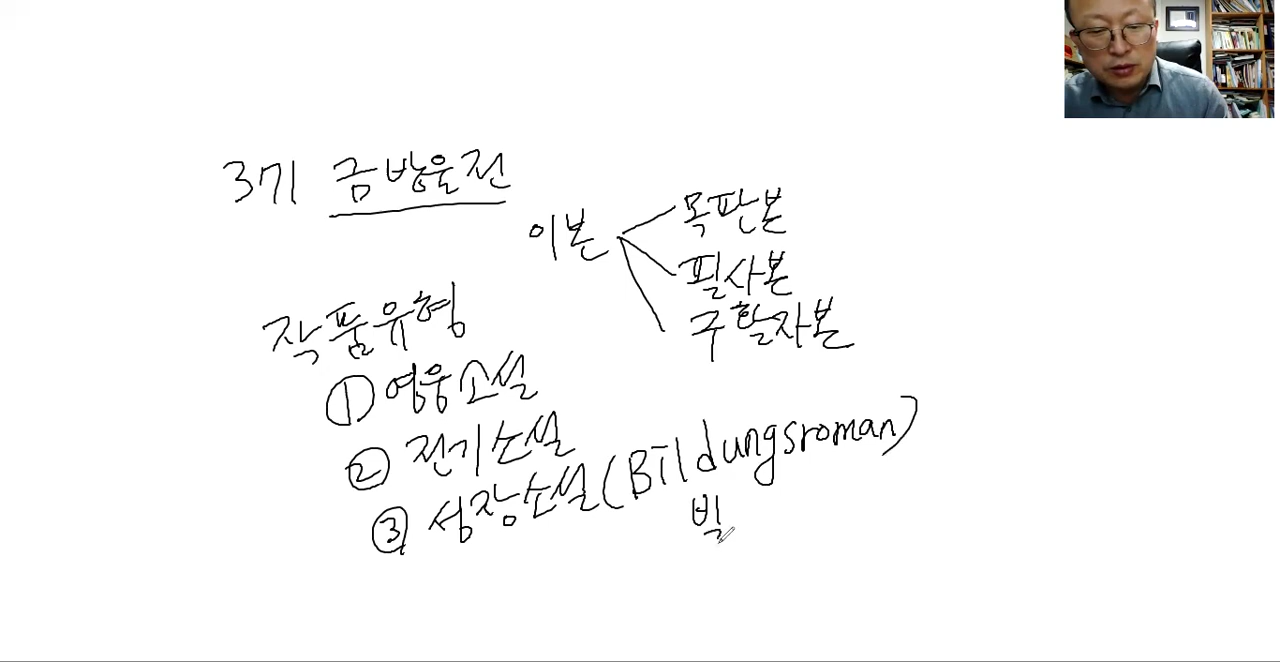 3기 금방울전
이본
목판본
필사본
구활자본
작품유형
① 영웅소설
② 전기소설
③ 성장소설(Bildungsroman)
빌